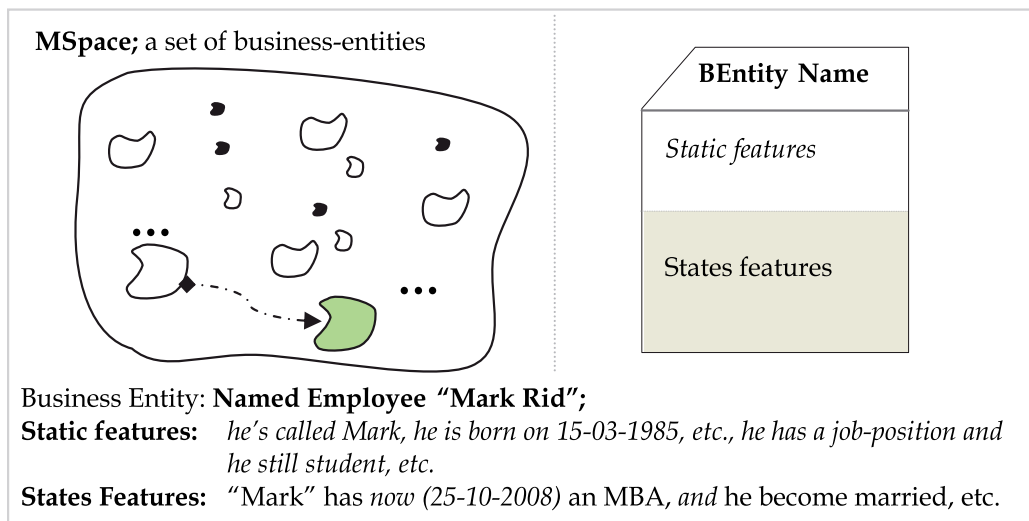 MSpace; a set of business-entities
BEntity Name
Static features
States features
Business Entity: Named Employee “Mark Rid”;
Static features: he's called Mark, he is born on 15-03-1985, etc., he has a job-position and
he still student, etc.
States Features: “Mark” has now (25-10-2008) an MBA, and he become married, etc.